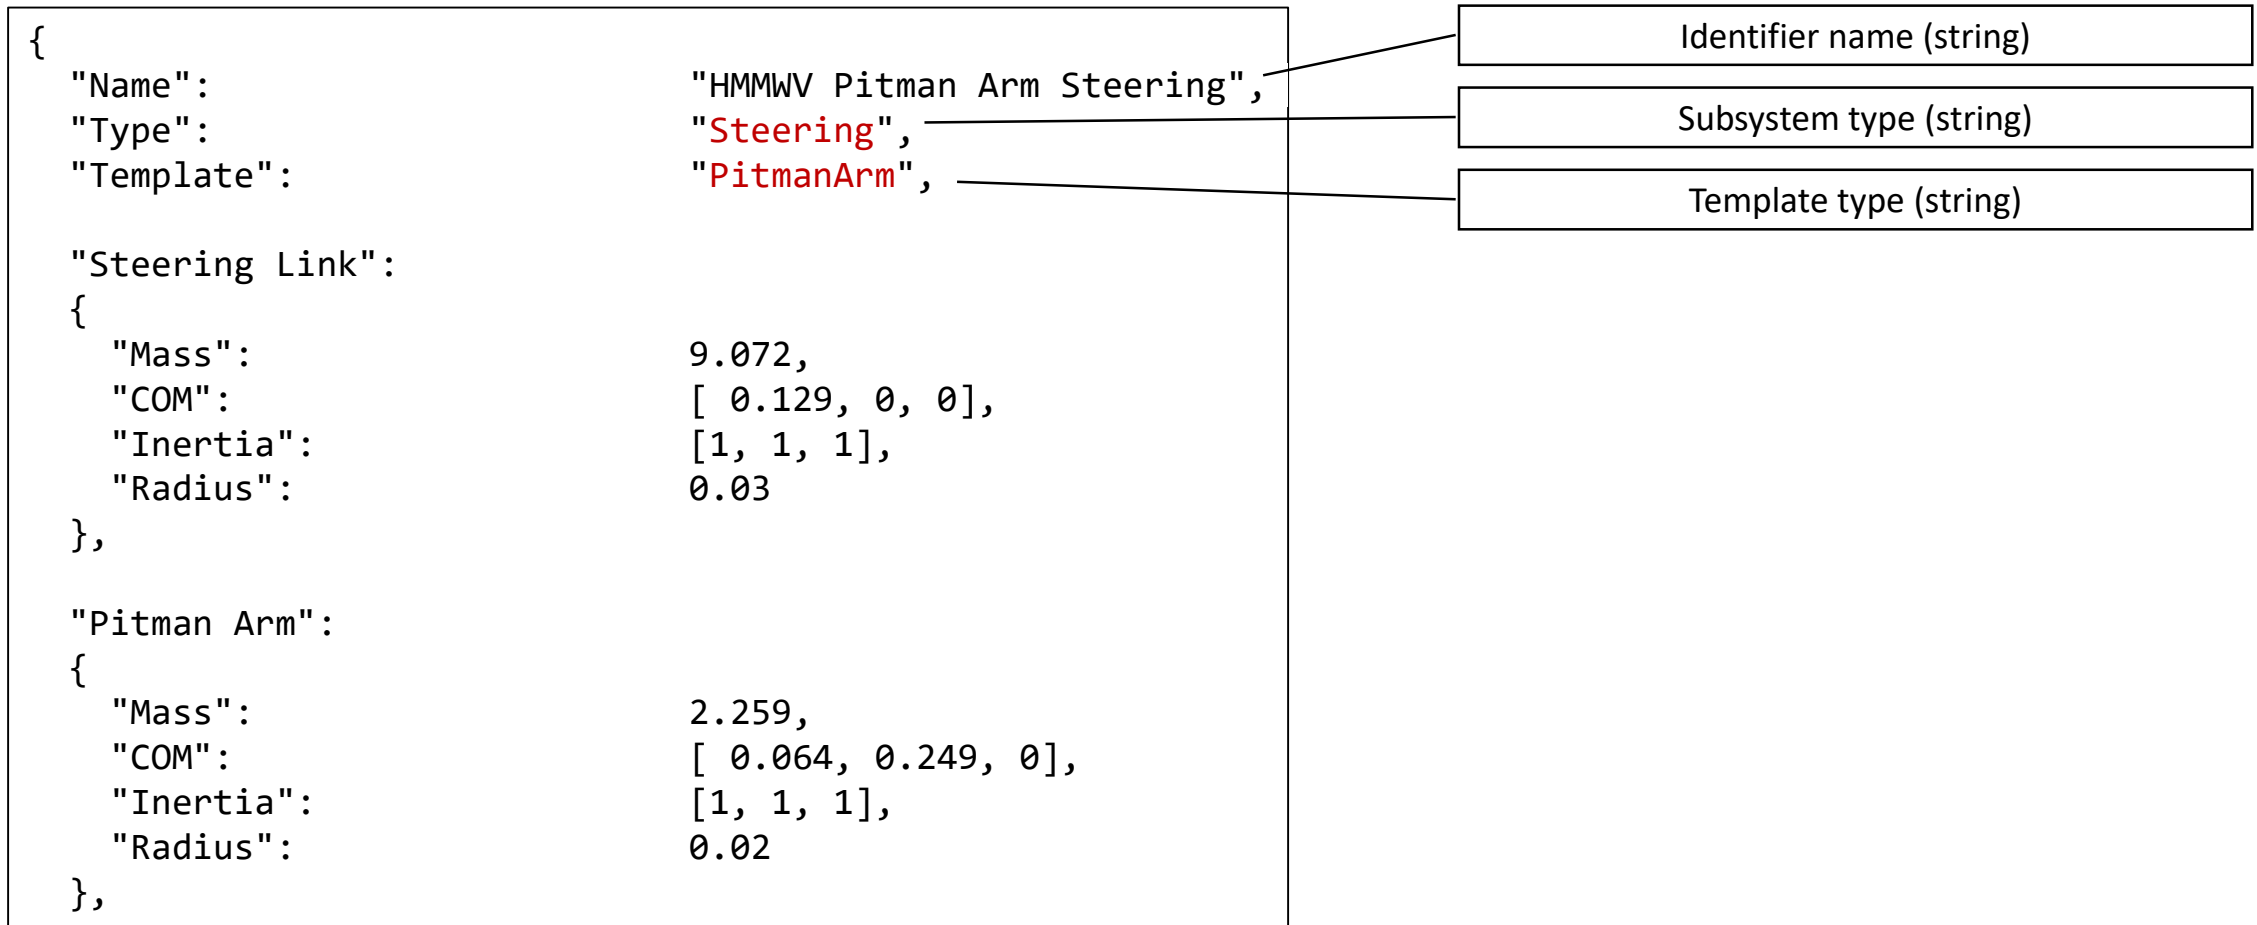 {
"Name": "HMMWV Pitman Arm Steering",
"Type": "Steering",
"Template": "PitmanArm",
"Steering Link":
{
"Mass": 9.072,
"COM": [ 0.129, 0, 0],
"Inertia": [1, 1, 1],
"Radius": 0.03
},
"Pitman Arm":
{
"Mass": 2.259,
"COM": [ 0.064, 0.249, 0],
"Inertia": [1, 1, 1],
"Radius": 0.02
},
Identifier name (string)
Subsystem type (string)
Template type (string)